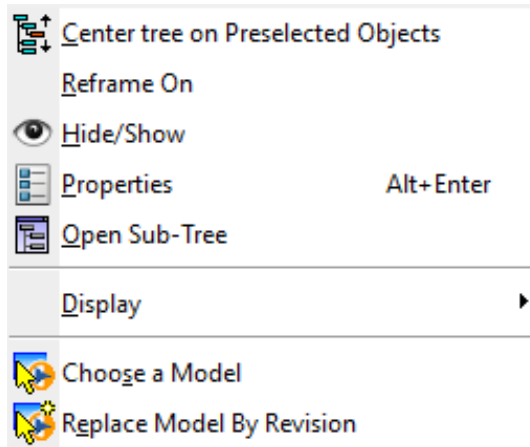 Center tree on Preselected Objects
Reframe On
Hide/Show
Properties Alt+Enter
Open Sub-Tree
Display
Choose a Model
Replace Model By Revision